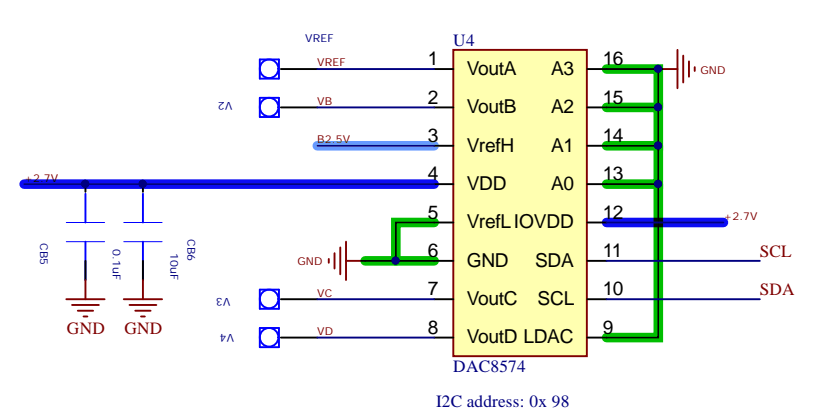 VREF
U4
VREF
1
VoutA
A3
16
GND
V2
VB
2
VoutB
A2
15
B2.5V
3
VrefH
A1
14
+2.7V
4
VDD
A0
13
5
VrefL
IOVDD
12
+2.7V
GND
6
GND
SDA
11
SCL
CB5
0.1uF
CB6
10uF
V3
VC
7
VoutC
SCL
10
SDA
GND
GND
V4
VD
8
VoutD
LDAC
9
DAC8574
I2C address: 0x 98